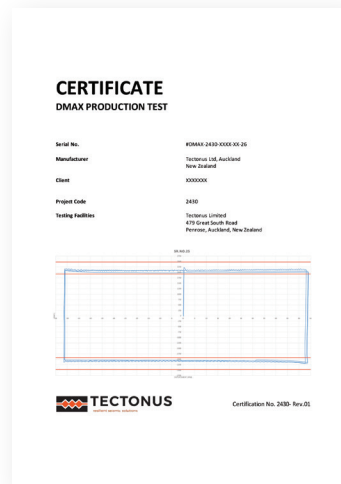 CERTIFICATE
DMAX PRODUCTION TEST
Serial No. #DMAX-2430-XXXX-XX-26
Manufacturer Tectonus Ltd, Auckland
New Zealand
Client XXXXXXX
Project Code 2430
Testing Facilities Tectonus Limited
479 Great South Road
Penrose, Auckland, New Zealand
TECTONUS
Certification No. 2430- Rev.01